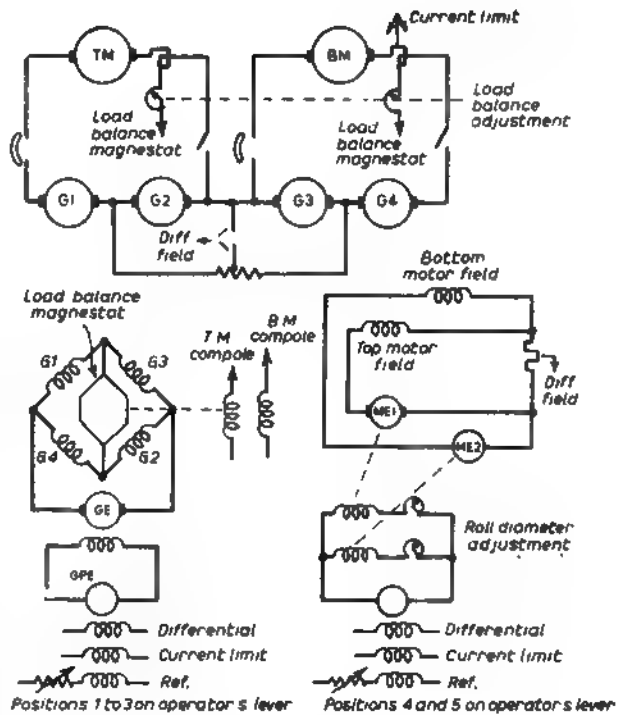 Current limit
TM
BM
Load
balance
magnestat
Load
balance
magnestat
Load
balance
adjustment
G1
G2
G3
G4
Diff
field
Load balance
magnestat
G1
G3
G4
G2
TM
compole
BM
compole
GE
GPE
Differential
Current limit
Ref.
Positions 1 to 3 on operator s lever
Bottom
motor field
Top motor
field
Diff
field
ME1
ME2
Roll diameter
adjustment
Differential
Current limit
Ref.
Positions 4 and 5 on operator s lever